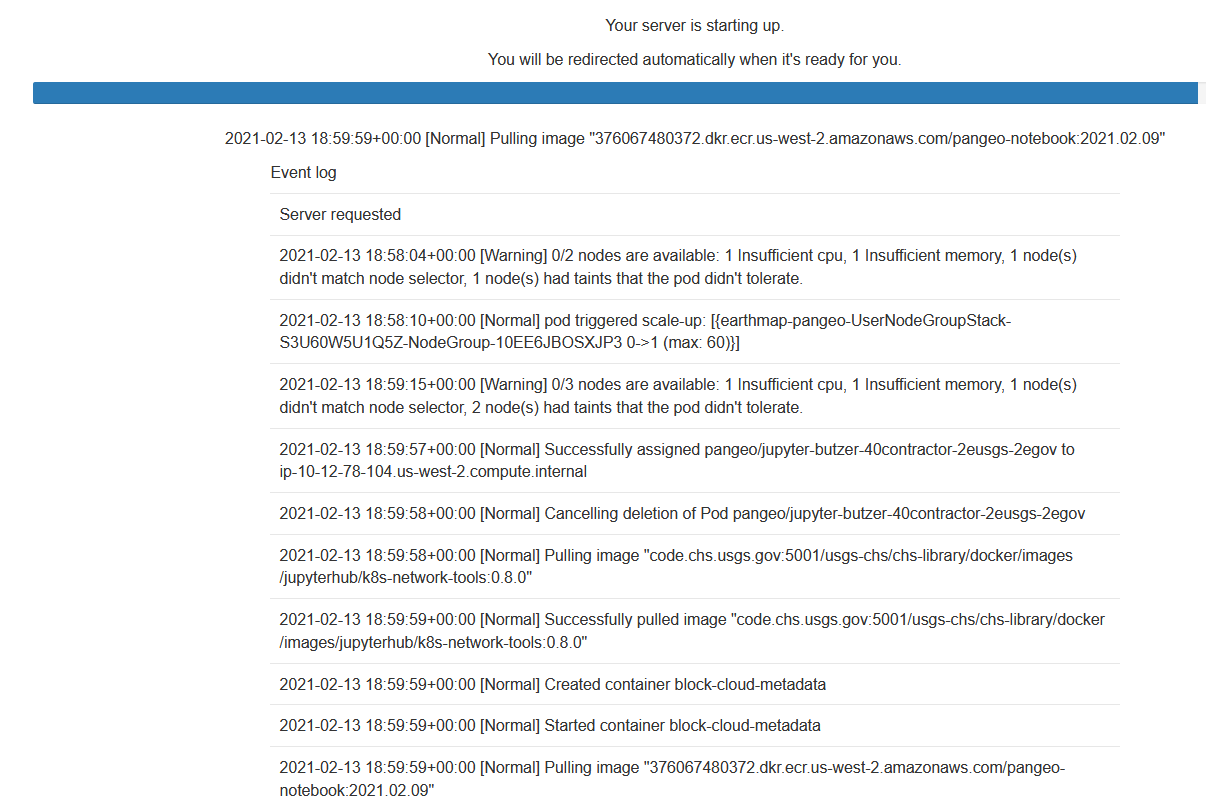 Your server is starting up.
You will be redirected automatically when it's ready for you.
2021-02-13 18:59:59+00:00 [Normal] Pulling image "376067480372.dkr.ecr.us-west-2.amazonaws.com/pangeo-notebook:2021.02.09"
Event log
Server requested
2021-02-13 18:58:04+00:00 [Warning] 0/2 nodes are available: 1 Insufficient cpu, 1 Insufficient memory, 1 node(s)
didn't match node selector, 1 node(s) had taints that the pod didn't tolerate.
2021-02-13 18:58:10+00:00 [Normal] pod triggered scale-up: [{earthmap-pangeo-UserNodeGroupStack-
S3U60W5U1Q5Z-NodeGroup-10EE6JBOSXJP3 0->1 (max: 60)}]
2021-02-13 18:59:15+00:00 [Warning] 0/3 nodes are available: 1 Insufficient cpu, 1 Insufficient memory, 1 node(s)
didn't match node selector, 2 node(s) had taints that the pod didn't tolerate.
2021-02-13 18:59:57+00:00 [Normal] Successfully assigned pangeo/jupyter-butzer-40contractor-2eusgs-2egov to
ip-10-12-78-104.us-west-2.compute.internal
2021-02-13 18:59:58+00:00 [Normal] Cancelling deletion of Pod pangeo/jupyter-butzer-40contractor-2eusgs-2egov
2021-02-13 18:59:58+00:00 [Normal] Pulling image "code.chs.usgs.gov:5001/usgs-chs/chs-library/docker/images
/jupyterhub/k8s-network-tools:0.8.0"
2021-02-13 18:59:59+00:00 [Normal] Successfully pulled image "code.chs.usgs.gov:5001/usgs-chs/chs-library/docker
/images/jupyterhub/k8s-network-tools:0.8.0"
2021-02-13 18:59:59+00:00 [Normal] Created container block-cloud-metadata
2021-02-13 18:59:59+00:00 [Normal] Started container block-cloud-metadata
2021-02-13 18:59:59+00:00 [Normal] Pulling image "376067480372.dkr.ecr.us-west-2.amazonaws.com/pangeo-
notebook:2021.02.09"